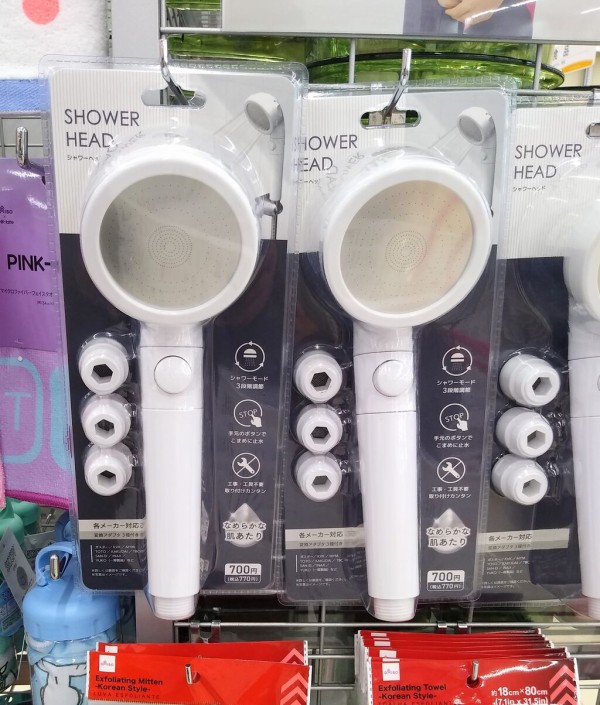 SHOWER
HEAD
シャワーヘッド
シャワーモード
3段階調節
STOP
手元のボタンで
こまめに止水
工事・工具不要
取り付けカンタン
なめらかな
肌あたり
各メーカー対応
700円
(税込770円)
SHOWER
HEAD
シャワーモード
3段階調節
STOP
手元のボタンで
こまめに止水
工事・工具不要
取り付けカンタン
なめらかな
肌あたり
各メーカー対応
700円
(税込770円)
SHOWER
HEAD
シャワーヘッド
各メーカー対応
PINK-
Exfoliating Mitten
-Korean Style-
Exfoliating Towel
-Korean Style-
約18cm×80cm
(7.1in x 31.5in)